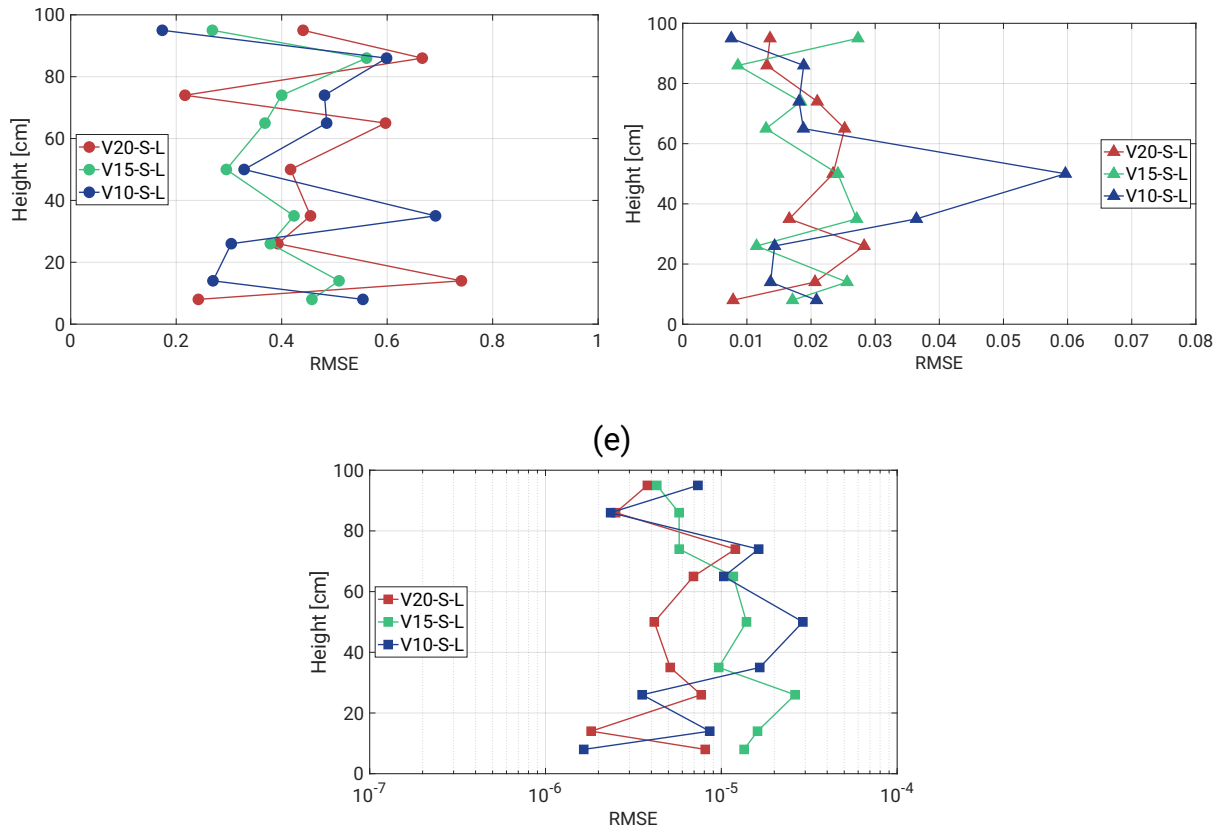 100
80
60
40
20
0
Height [cm]
V20-S-L
V15-S-L
V10-S-L
0 0.2 0.4 0.6 0.8 1
RMSE
100
80
60
40
20
0
Height [cm]
V20-S-L
V15-S-L
V10-S-L
0 0.01 0.02 0.03 0.04 0.05 0.06 0.07 0.08
RMSE
(e)
100
80
60
40
20
0
Height [cm]
V20-S-L
V15-S-L
V10-S-L
10-7 10-6 10-5 10-4
RMSE